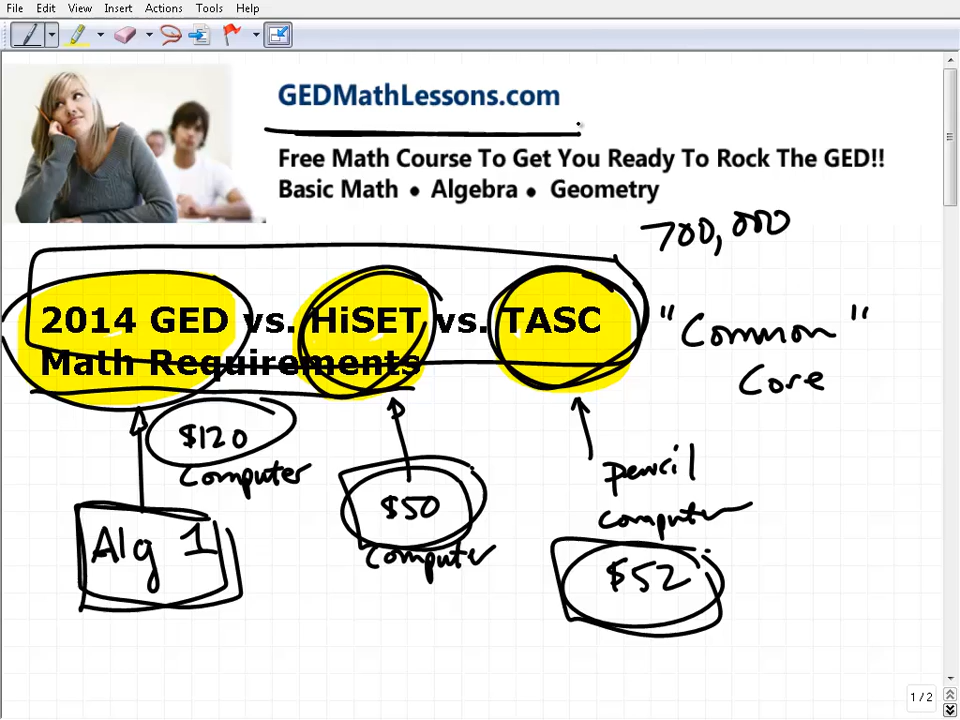 File Edit View Insert Actions Tools Help
GEDMathLessons.com
Free Math Course To Get You Ready To Rock The GED!!
Basic Math • Algebra • Geometry
700,000
2014 GED vs. HiSET vs. TASC
Math Requirements
"Common"
Core
$120
Computer
Alg 1
$50
Computer
Pencil
computer
$52
1 / 2